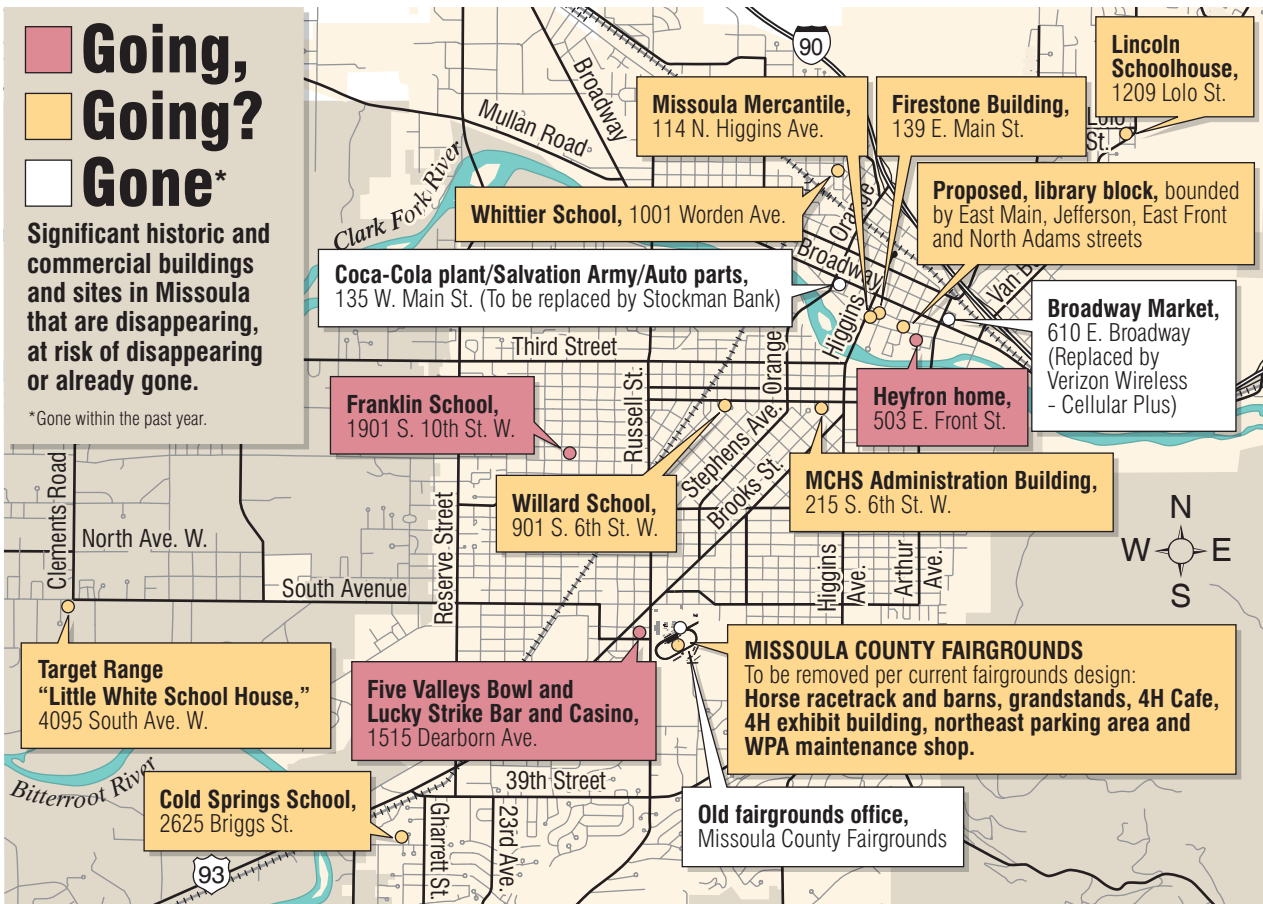 Going,
Going?
Gone*
Significant historic and
commercial buildings
and sites in Missoula
that are disappearing,
at risk of disappearing
or already gone.
*Gone within the past year.
90
Broadway
Mullan Road
Clark Fork River
Lincoln
Schoolhouse,
1209 Lolo St.
Lolo
St.
Missoula Mercantile,
114 N. Higgins Ave.
Firestone Building,
139 E. Main St.
Whittier School, 1001 Worden Ave.
Orange
Proposed, library block, bounded
by East Main, Jefferson, East Front
and North Adams streets
Broadway
Coca-Cola plant/Salvation Army/Auto parts,
135 W. Main St. (To be replaced by Stockman Bank)
Van B
Broadway Market,
610 E. Broadway
(Replaced by
Verizon Wireless
- Cellular Plus)
Higgins
Third Street
Orange
Russell St.
Franklin School,
1901 S. 10th St. W.
Heyfron home,
503 E. Front St.
Stephens Ave.
Brooks St.
MCHS Administration Building,
215 S. 6th St. W.
Willard School,
901 S. 6th St. W.
Clements Road
North Ave. W.
Reserve Street
South Avenue
Higgins
Ave.
Arthur
Ave.
N
W E
S
Target Range
“Little White School House,”
4095 South Ave. W.
Five Valleys Bowl and
Lucky Strike Bar and Casino,
1515 Dearborn Ave.
MISSOULA COUNTY FAIRGROUNDS
To be removed per current fairgrounds design:
Horse racetrack and barns, grandstands, 4H Cafe,
4H exhibit building, northeast parking area and
WPA maintenance shop.
Bitterroot River
39th Street
Cold Springs School,
2625 Briggs St.
Gharrett St.
23rd Ave.
Old fairgrounds office,
Missoula County Fairgrounds
93